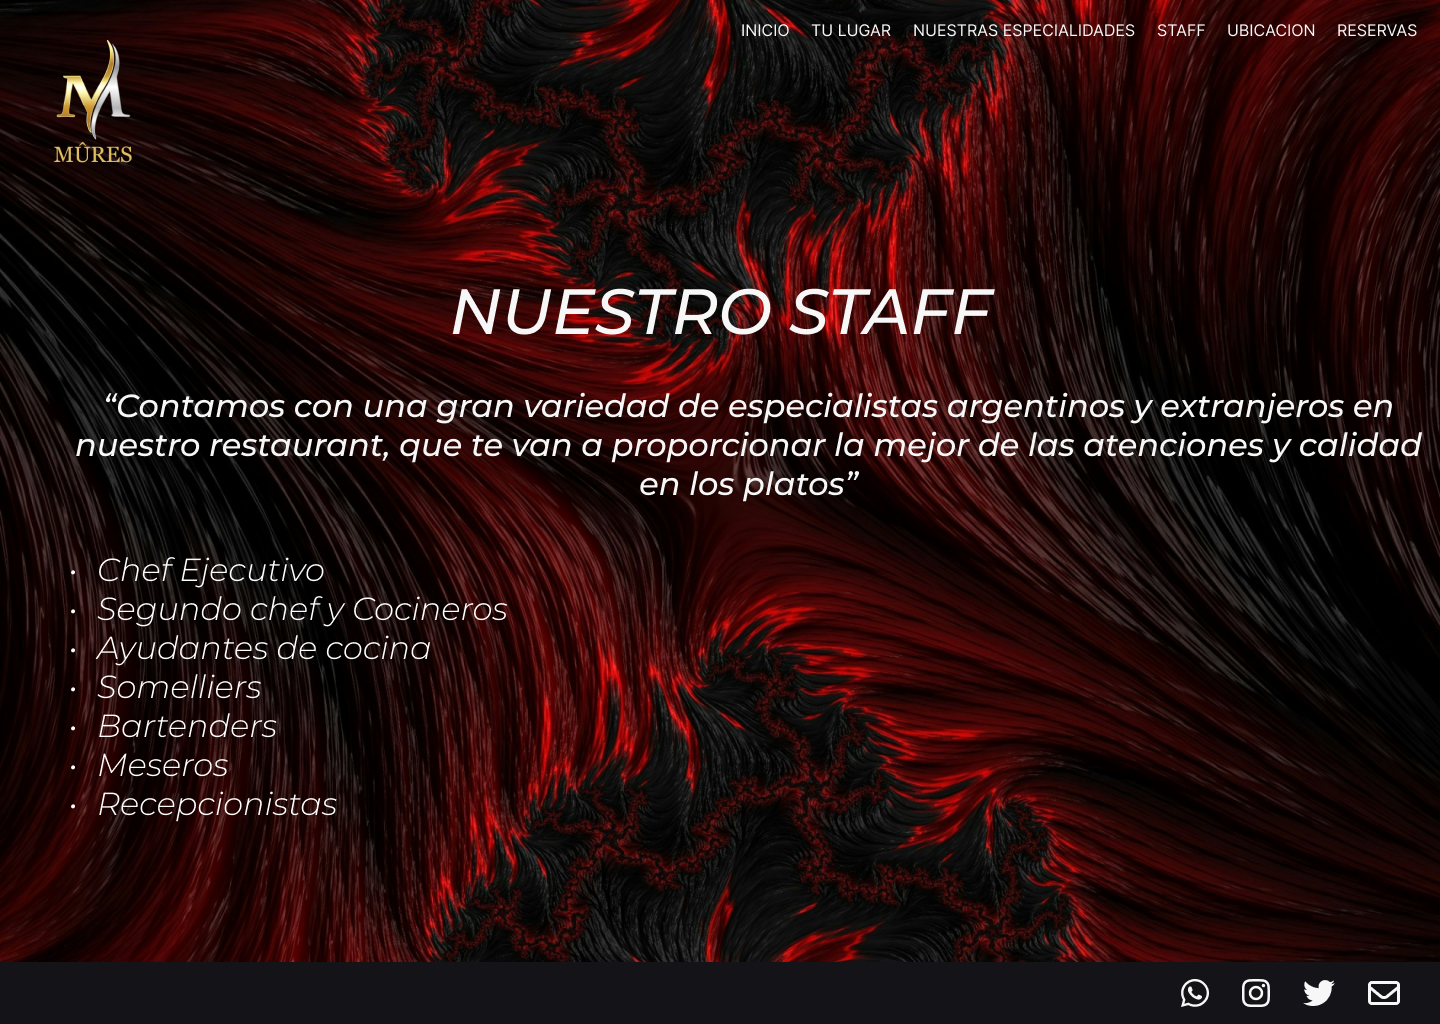 INICIO TU LUGAR NUESTRAS ESPECIALIDADES STAFF UBICACION RESERVAS
M
MÛRES
NUESTRO STAFF
“Contamos con una gran variedad de especialistas argentinos y extranjeros en
nuestro restaurant, que te van a proporcionar la mejor de las atenciones y calidad
en los platos”
• Chef Ejecutivo
• Segundo chef y Cocineros
• Ayudantes de cocina
• Somelliers
• Bartenders
• Meseros
• Recepcionistas